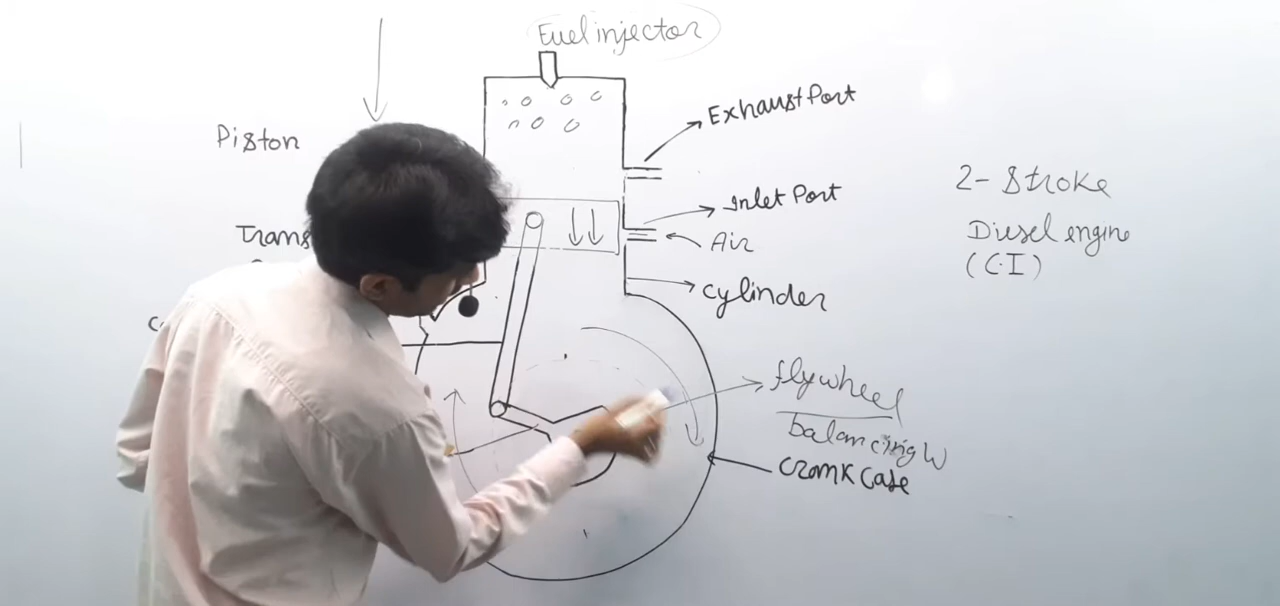 Fuel injector
Exhaust Port
Piston
2- Stroke
Diesel engine
(C.I)
Inlet Port
Air
Trans
cylinder
flywheel
balancing W
crank case